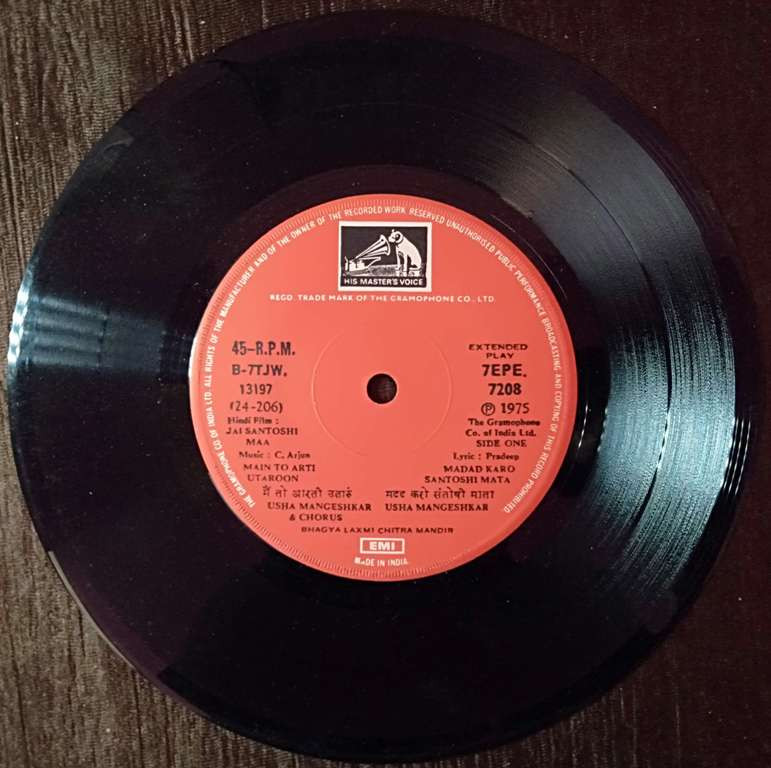 THE GRAMOPHONE CO OF INDIA LTD. ALL RIGHTS OF THE MANUFACTURER AND OF THE OWNER OF THE RECORDED WORK RESERVED UNAUTHORISED PUBLIC PERFORMANCE BROADCASTING AND COPYING OF THIS RECORD PROHIBITED.
HIS MASTER'S VOICE
REGD. TRADE MARK OF THE GRAMOPHONE CO., LTD.
45-R.P.M.
B-7TJW.
13197
(24-206)
EXTENDED
PLAY
7EPE.
7208
℗ 1975
Hindi Film :
JAI SANTOSHI
MAA
The Gramophone
Co. of India Ltd.
SIDE ONE
Music : C. Arjun
MAIN TO ARTI
UTAROON
मैं तो आरती उतारुं
USHA MANGESHKAR
& CHORUS
Lyric : Pradeep
MADAD KARO
SANTOSHI MATA
मदद करो संतोषी माता
USHA MANGESHKAR
BHAGYA LAXMI CHITRA MANDIR
EMI
MADE IN INDIA.